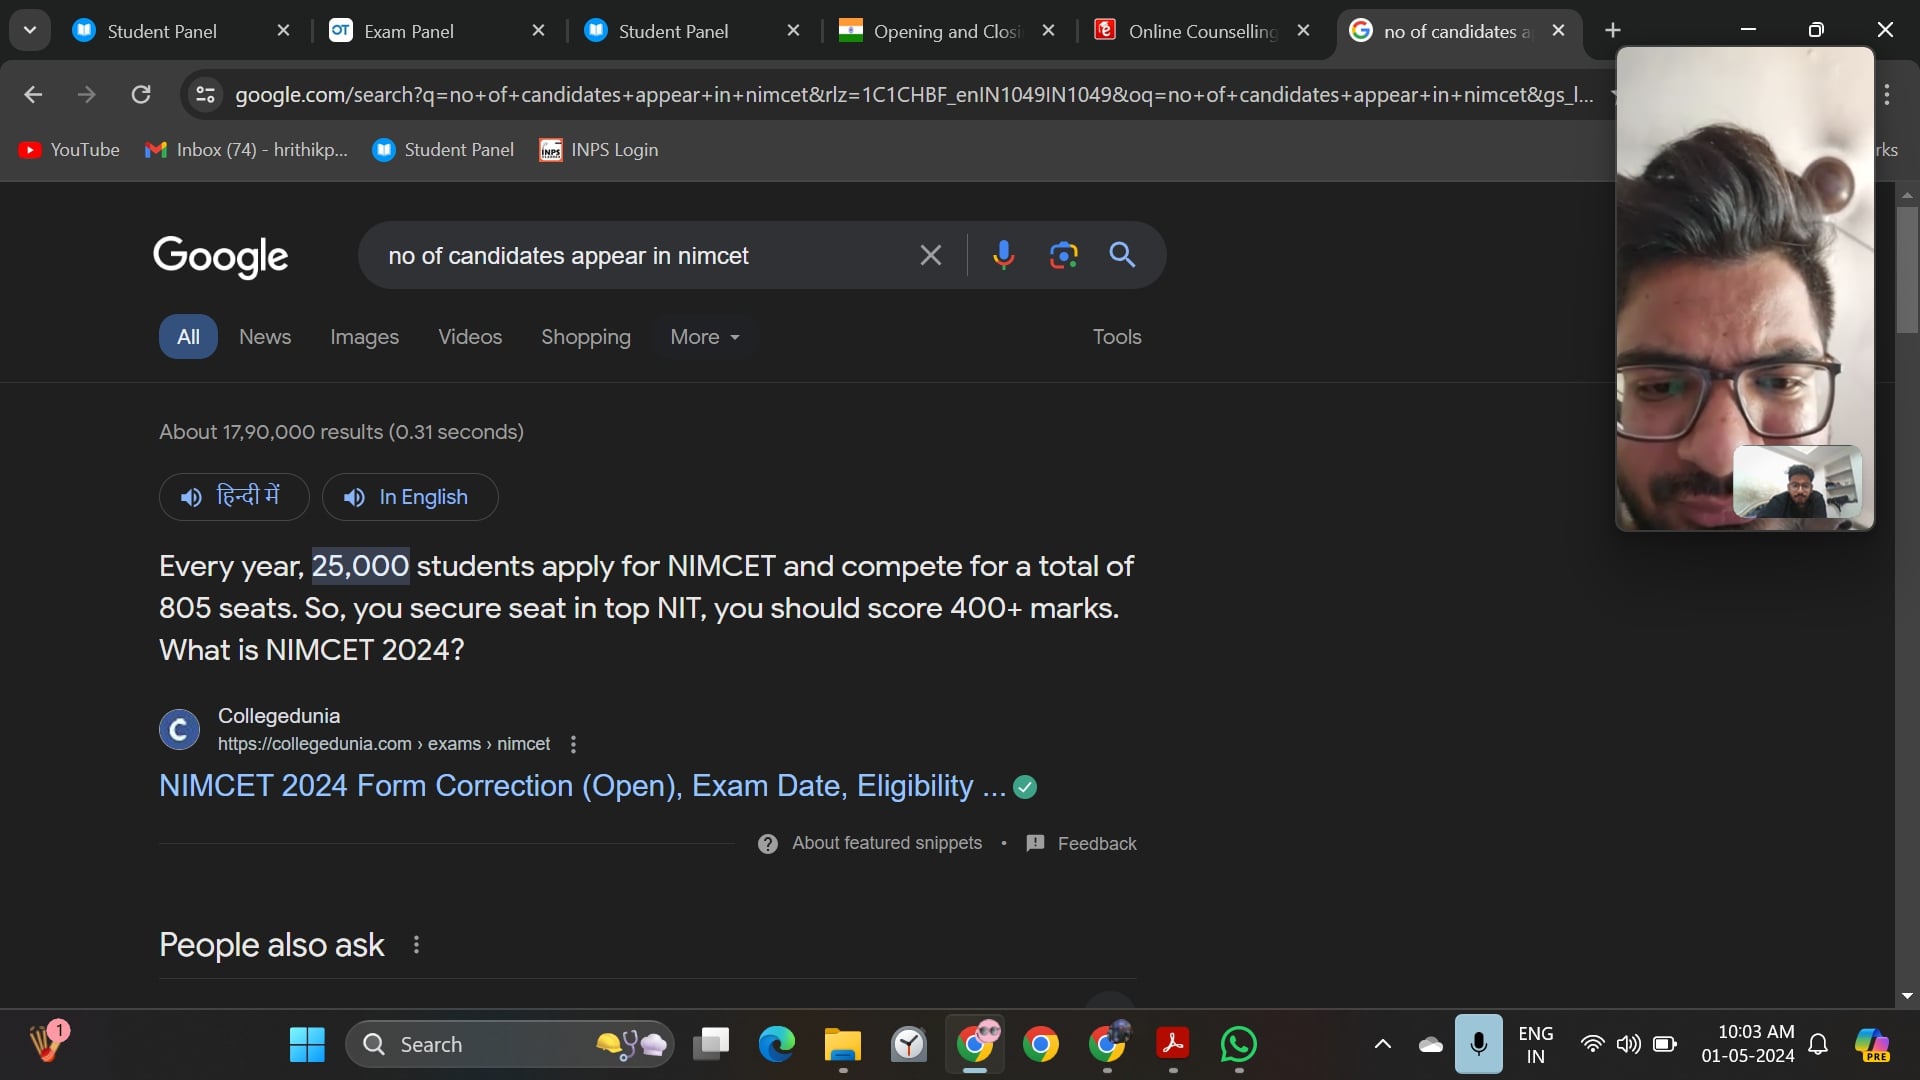 Student Panel
Exam Panel
Student Panel
Opening and Closi
Online Counselling
no of candidates a
google.com/search?q=no+of+candidates+appear+in+nimcet&rlz=1C1CHBF_enIN1049IN1049&oq=no+of+candidates+appear+in+nimcet&gs_l...
YouTube
Inbox (74) - hrithikp...
Student Panel
INPS Login
rks
Google
no of candidates appear in nimcet
All
News
Images
Videos
Shopping
More
Tools
About 17,90,000 results (0.31 seconds)
हिन्दी में
In English
Every year, 25,000 students apply for NIMCET and compete for a total of
805 seats. So, you secure seat in top NIT, you should score 400+ marks.
What is NIMCET 2024?
Collegedunia
https://collegedunia.com › exams › nimcet
NIMCET 2024 Form Correction (Open), Exam Date, Eligibility ...
About featured snippets • Feedback
People also ask
1
Search
ENG
IN
10:03 AM
01-05-2024
PRE